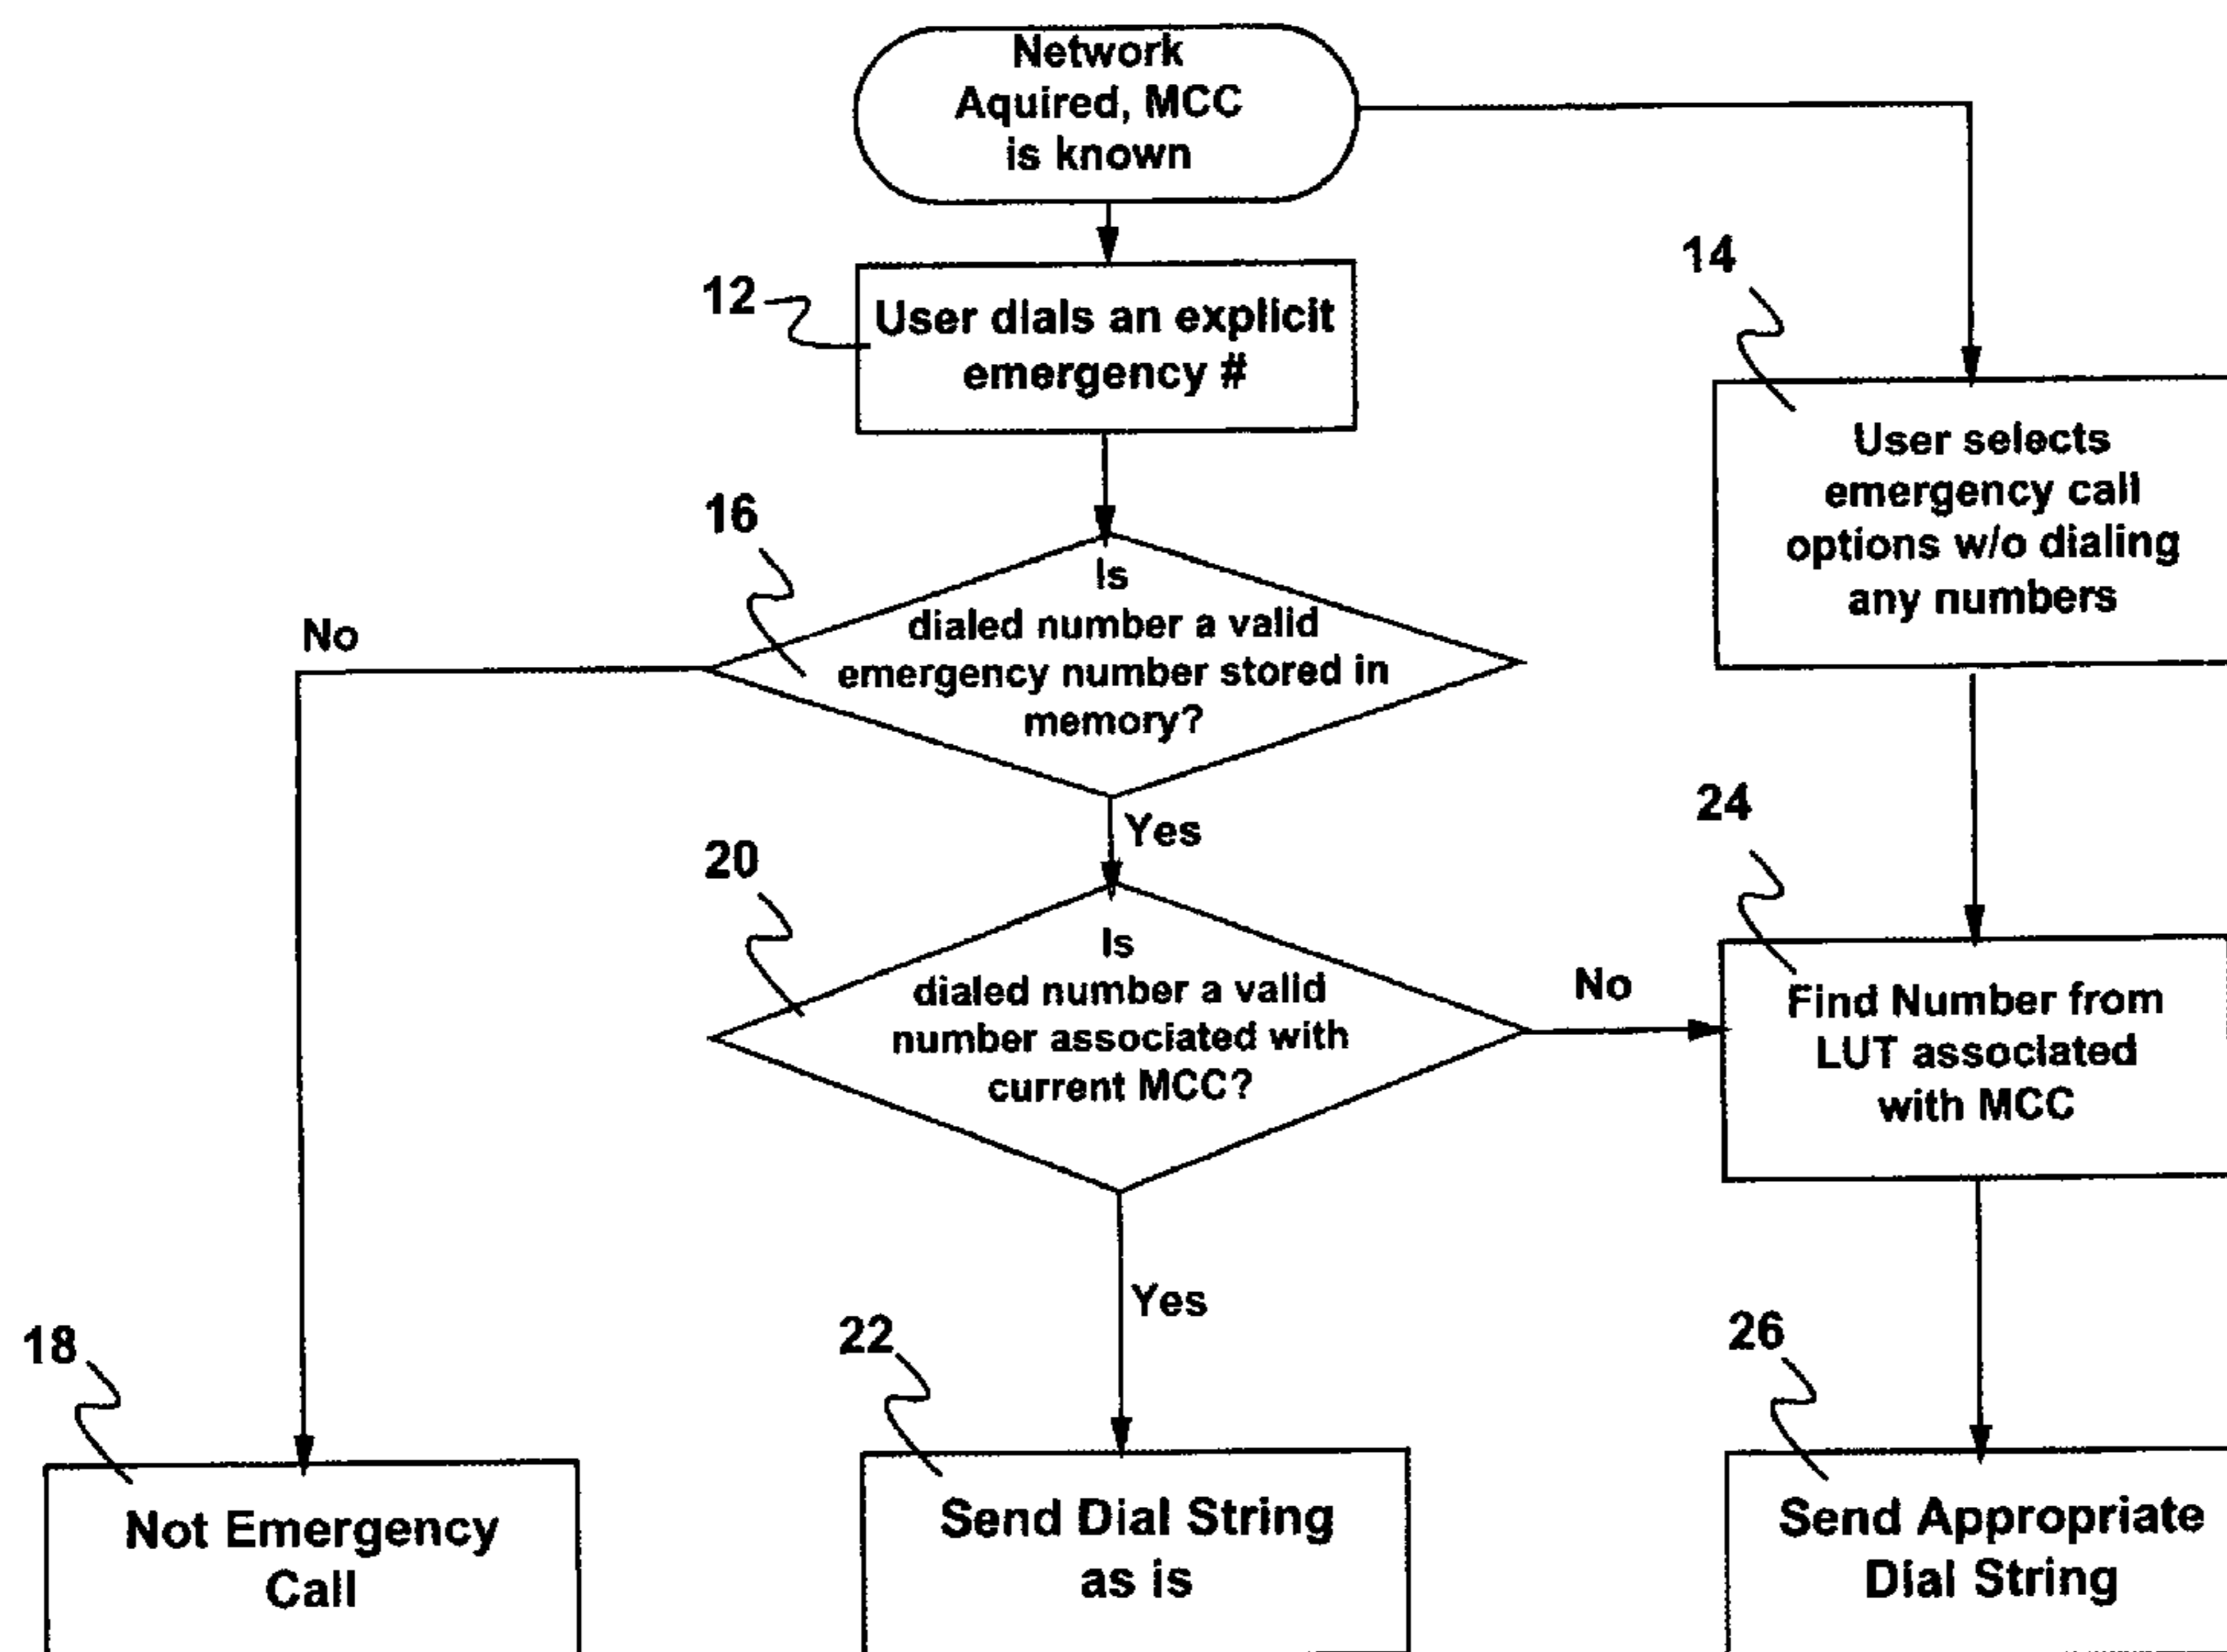 Network
Aquired, MCC
is known
12
User dials an explicit
emergency #
14
User selects
emergency call
options w/o dialing
any numbers
16
Is
dialed number a valid
emergency number stored in
memory?
No
Yes
20
Is
dialed number a valid
number associated with
current MCC?
No
24
Find Number from
LUT associated
with MCC
Yes
18
Not Emergency
Call
22
Send Dial String
as is
26
Send Appropriate
Dial String